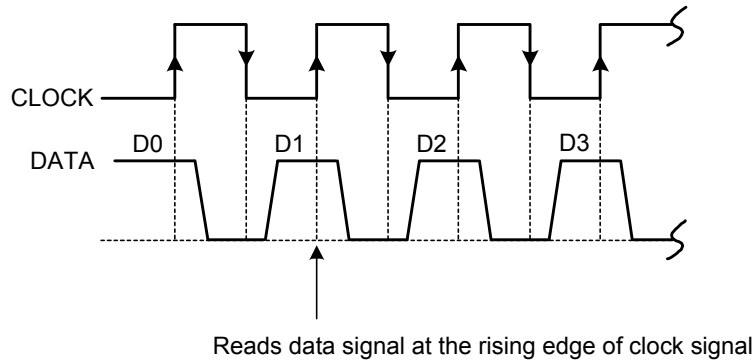 CLOCK
D0 D1 D2 D3
DATA
Reads data signal at the rising edge of clock signal